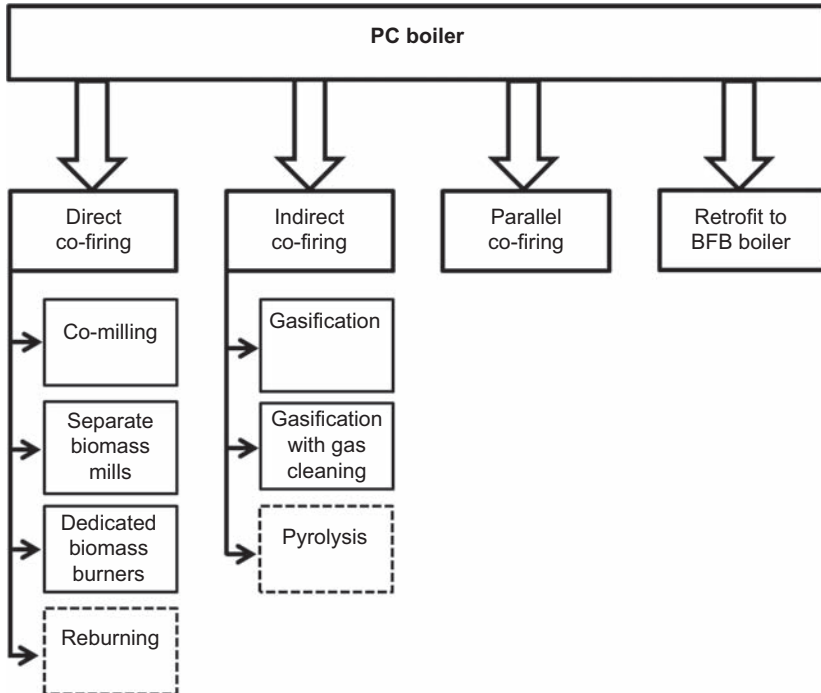 PC boiler
Direct
co-firing
Indirect
co-firing
Parallel
co-firing
Retrofit to
BFB boiler
Co-milling
Separate
biomass
mills
Dedicated
biomass
burners
Reburning
Gasification
Gasification
with gas
cleaning
Pyrolysis